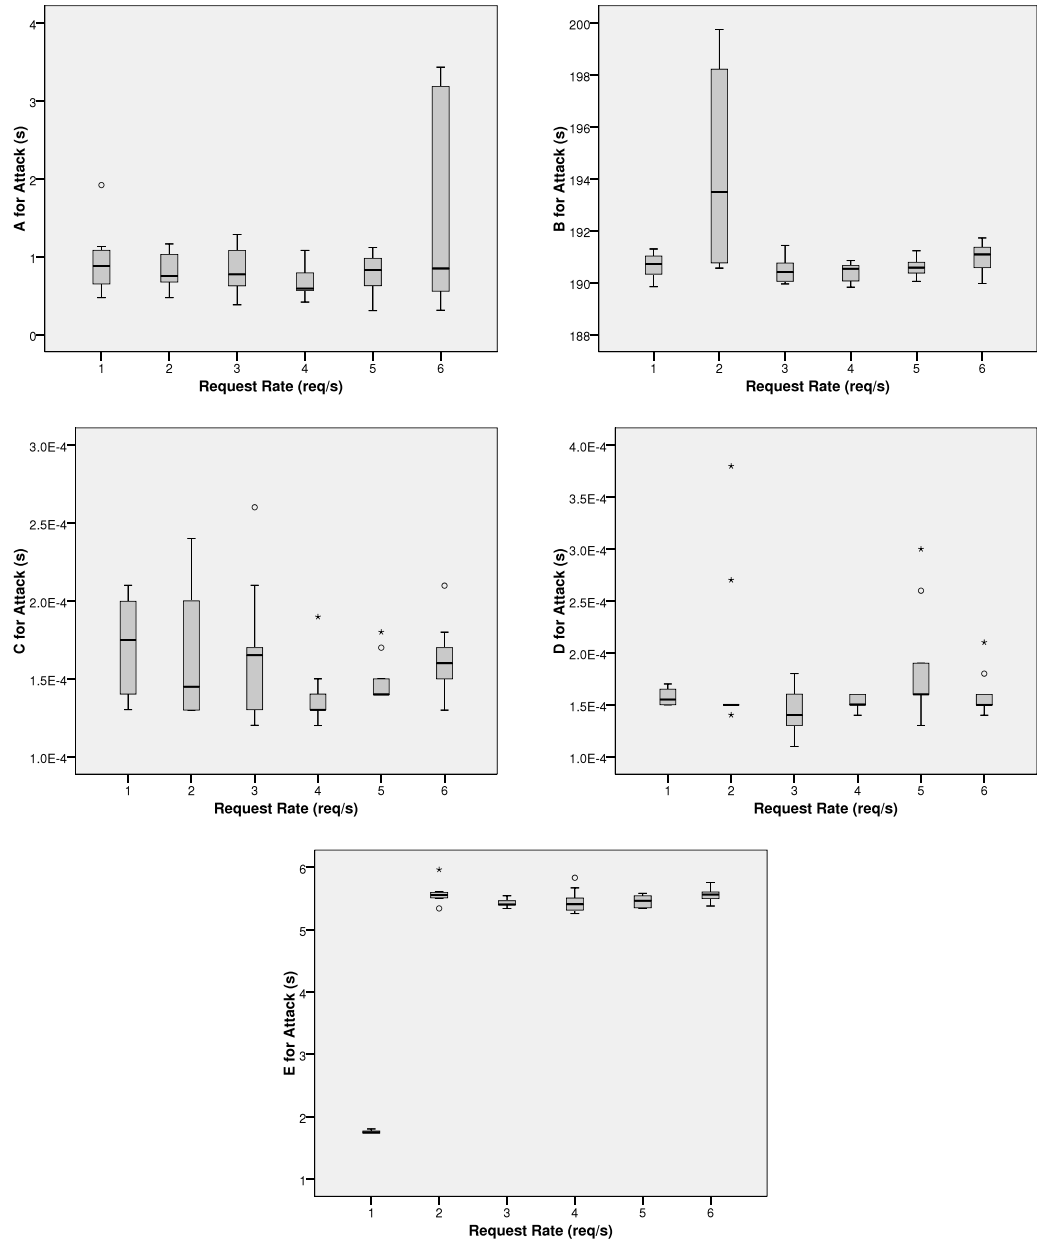 4
3
2
1
0
A for Attack (s)
1 2 3 4 5 6
Request Rate (req/s)
200
198
196
194
192
190
188
B for Attack (s)
1 2 3 4 5 6
Request Rate (req/s)
3.0E-4
2.5E-4
2.0E-4
1.5E-4
1.0E-4
C for Attack (s)
1 2 3 4 5 6
Request Rate (req/s)
4.0E-4
3.5E-4
3.0E-4
2.5E-4
2.0E-4
1.5E-4
1.0E-4
D for Attack (s)
1 2 3 4 5 6
Request Rate (req/s)
6
5
4
3
2
1
E for Attack (s)
1 2 3 4 5 6
Request Rate (req/s)